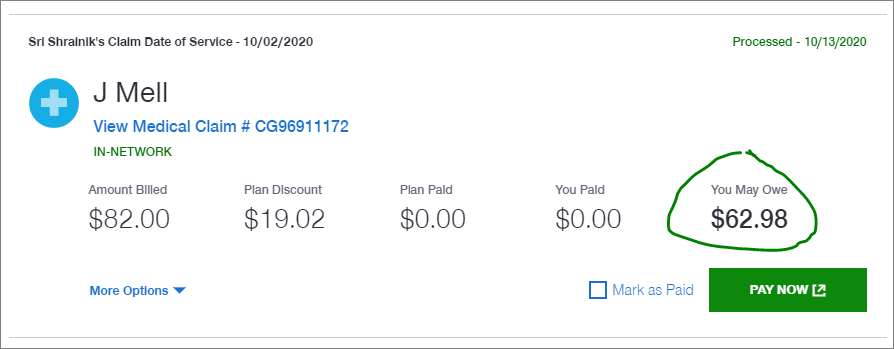 Sri Shralnik's Claim Date of Service - 10/02/2020
Processed - 10/13/2020
J Mell
View Medical Claim # CG96911172
IN-NETWORK
Amount Billed
Plan Discount
Plan Paid
You Paid
You May Owe
$82.00
$19.02
$0.00
$0.00
$62.98
More Options
Mark as Paid
PAY NOW